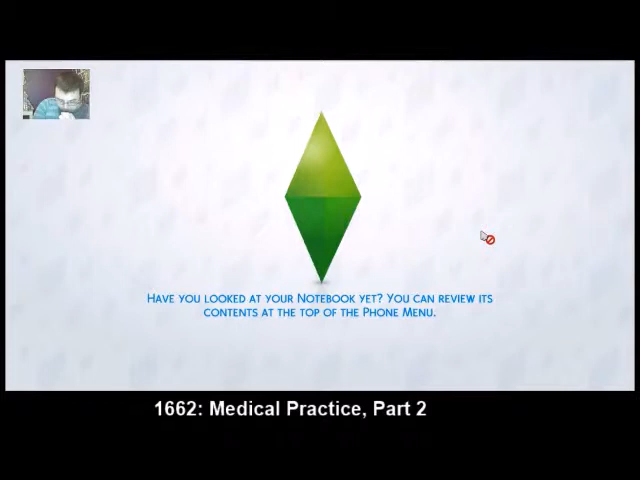 Have you looked at your Notebook yet? You can review its
contents at the top of the Phone Menu.
1662: Medical Practice, Part 2